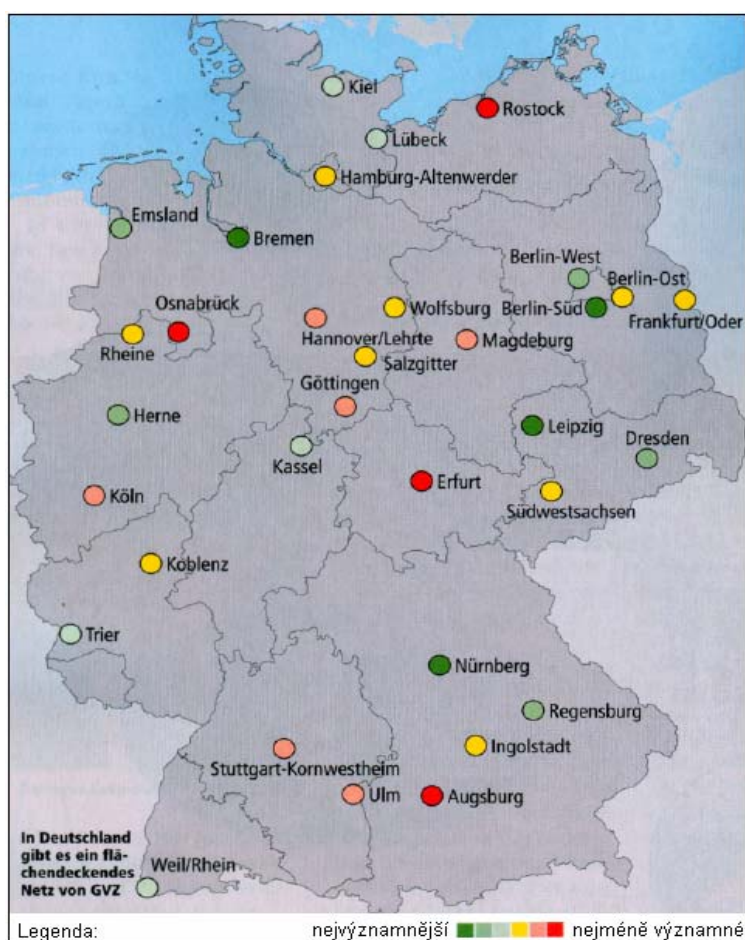 Kiel
Rostock
Lübeck
Hamburg-Altenwerder
Emsland
Bremen
Berlin-West
Berlin-Ost
Osnabrück
Wolfsburg
Berlin-Süd
Frankfurt/Oder
Rheine
Hannover/Lehrte
Magdeburg
Salzgitter
Göttingen
Herne
Leipzig
Dresden
Kassel
Köln
Erfurt
Südwestsachsen
Koblenz
Trier
Nürnberg
Regensburg
Ingolstadt
Stuttgart-Kornwestheim
Ulm
Augsburg
In Deutschland
gibt es ein flä-
chendeckendes
Netz von GVZ
Weil/Rhein
Legenda: nejvýznamnější nejméně významné